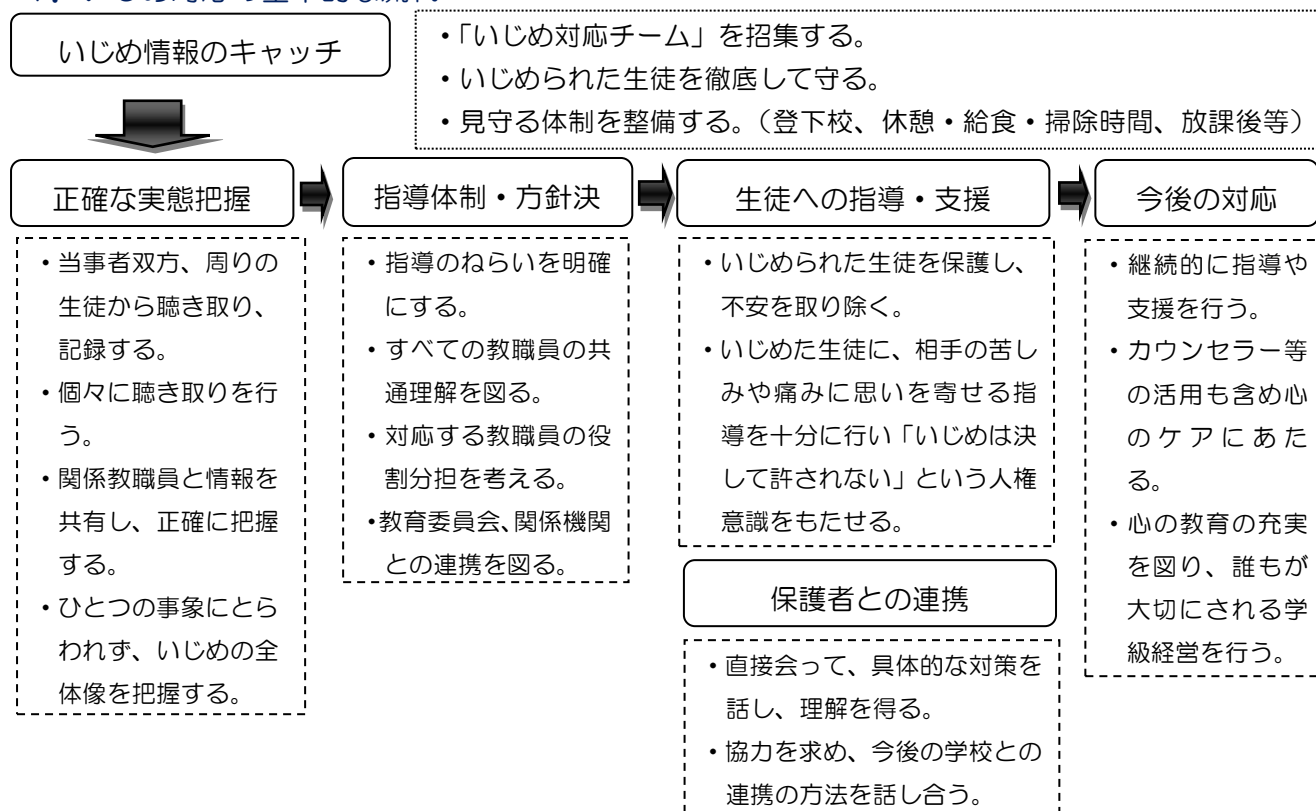 いじめ情報のキャッチ
・「いじめ対応チーム」を招集する。
・いじめられた生徒を徹底して守る。
・見守る体制を整備する。（登下校、休憩・給食・掃除時間、放課後等）
正確な実態把握
・当事者双方、周りの
生徒から聴き取り、
記録する。
・個々に聴き取りを行
う。
・関係教職員と情報を
共有し、正確に把握
する。
・ひとつの事象にとら
われず、いじめの全
体像を把握する。
指導体制・方針決
・指導のねらいを明確
にする。
・すべての教職員の共
通理解を図る。
・対応する教職員の役
割分担を考える。
・教育委員会、関係機関
との連携を図る。
生徒への指導・支援
・いじめられた生徒を保護し、
不安を取り除く。
・いじめた生徒に、相手の苦し
みや痛みに思いを寄せる指
導を十分に行い「いじめは決
して許されない」という人権
意識をもたせる。
保護者との連携
・直接会って、具体的な対策を
話し、理解を得る。
・協力を求め、今後の学校との
連携の方法を話し合う。
今後の対応
・継続的に指導や
支援を行う。
・カウンセラー等
の活用も含め心
のケアにあた
る。
・心の教育の充実
を図り、誰もが
大切にされる学
級経営を行う。